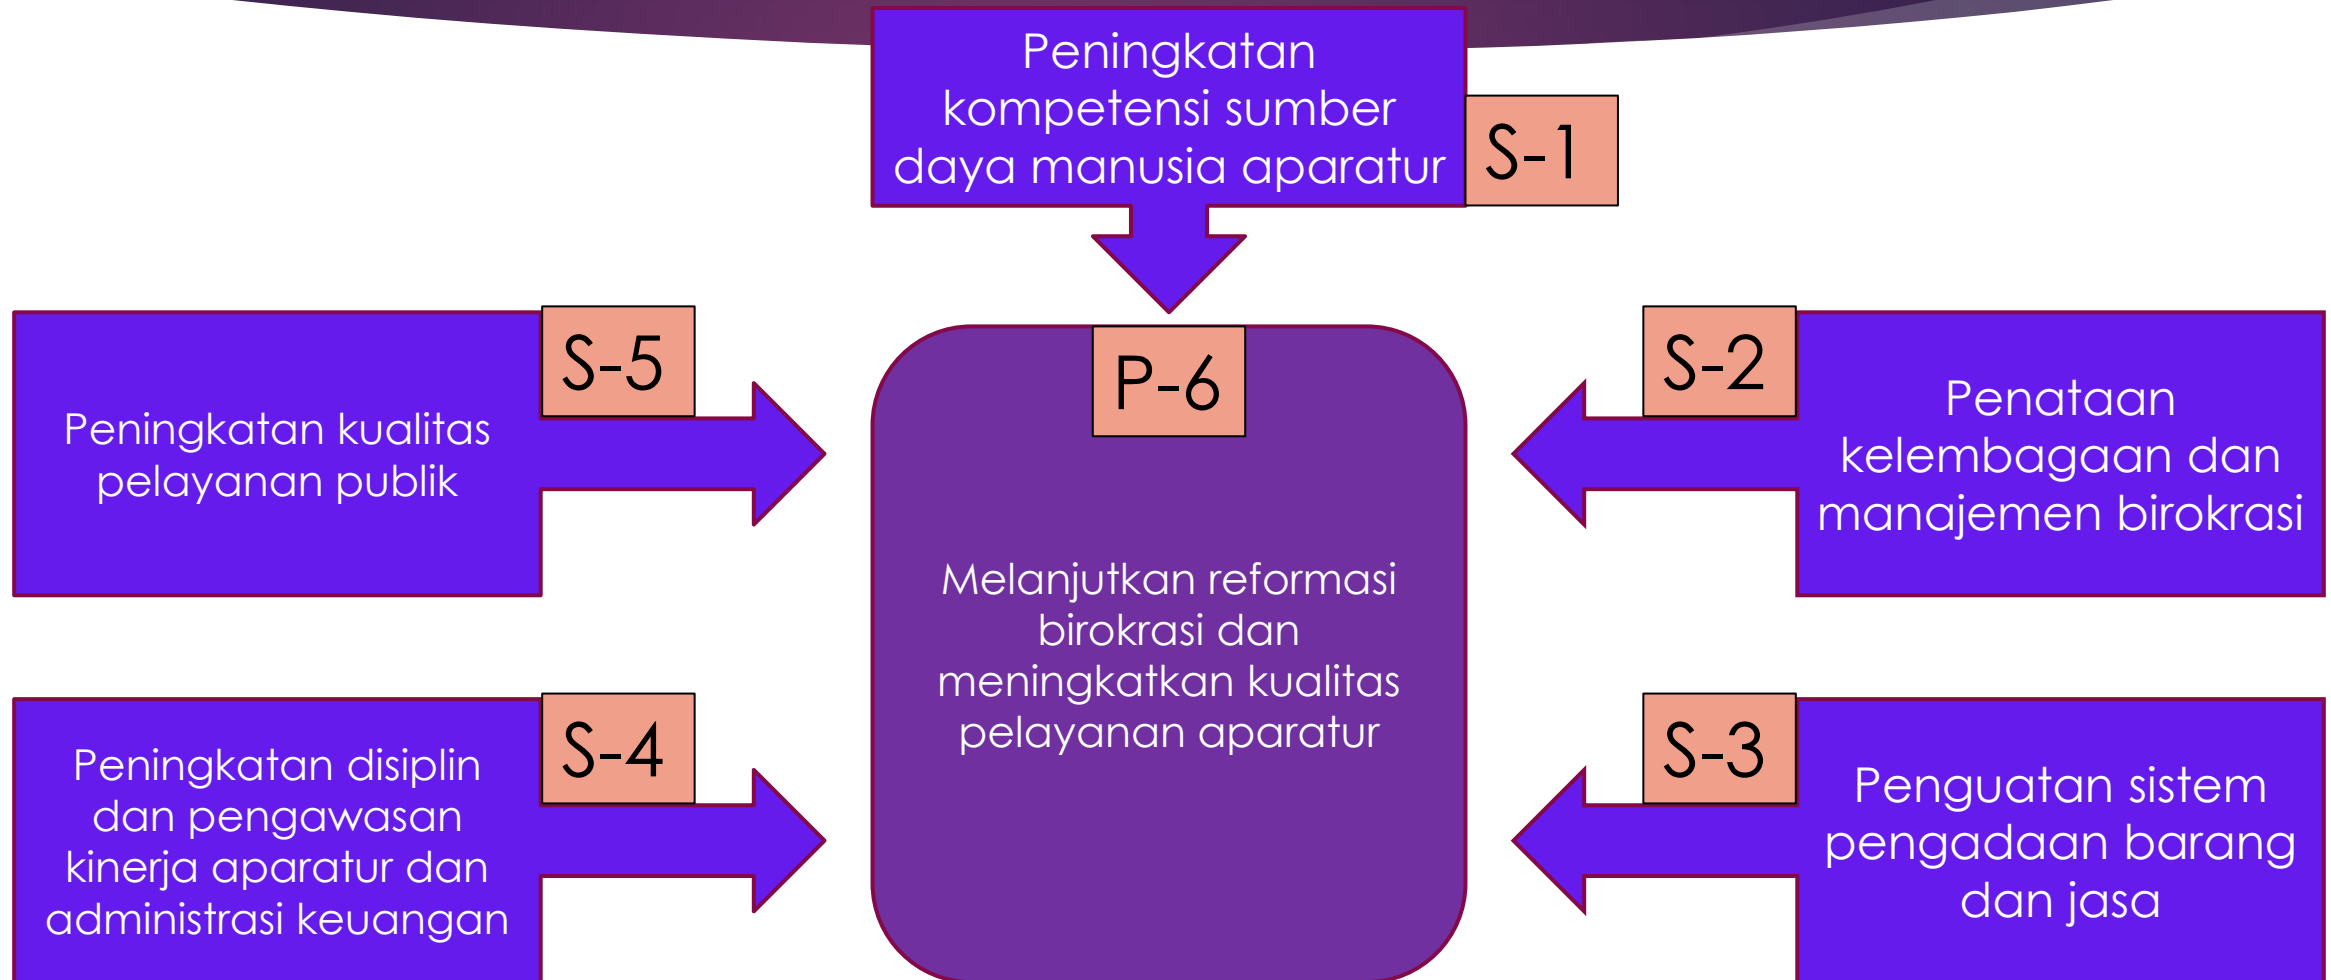 Peningkatan
kompetensi sumber
daya manusia aparatur
S-1
S-5
Peningkatan kualitas
pelayanan publik
P-6
Melanjutkan reformasi
birokrasi dan
meningkatkan kualitas
pelayanan aparatur
S-2
Penataan
kelembagaan dan
manajemen birokrasi
S-4
Peningkatan disiplin
dan pengawasan
kinerja aparatur dan
administrasi keuangan
S-3
Penguatan sistem
pengadaan barang
dan jasa